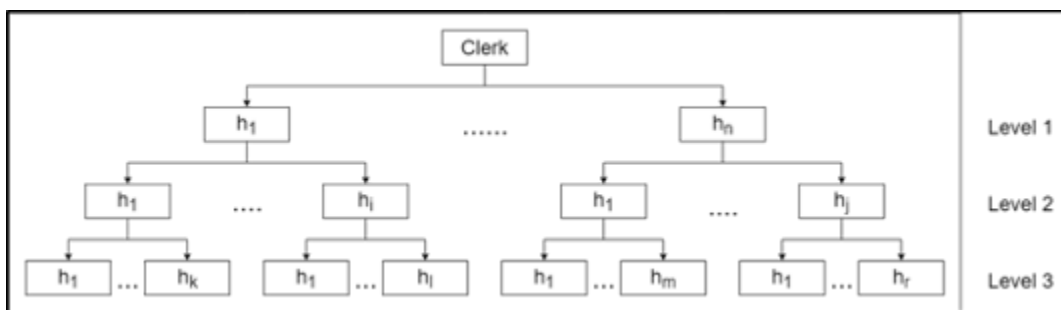 Clerk
h₁ ...... hₙ Level 1
h₁ .... hᵢ h₁ .... hⱼ Level 2
h₁ ... hₖ h₁ ... hₗ h₁ ... hₘ h₁ ... hᵣ Level 3